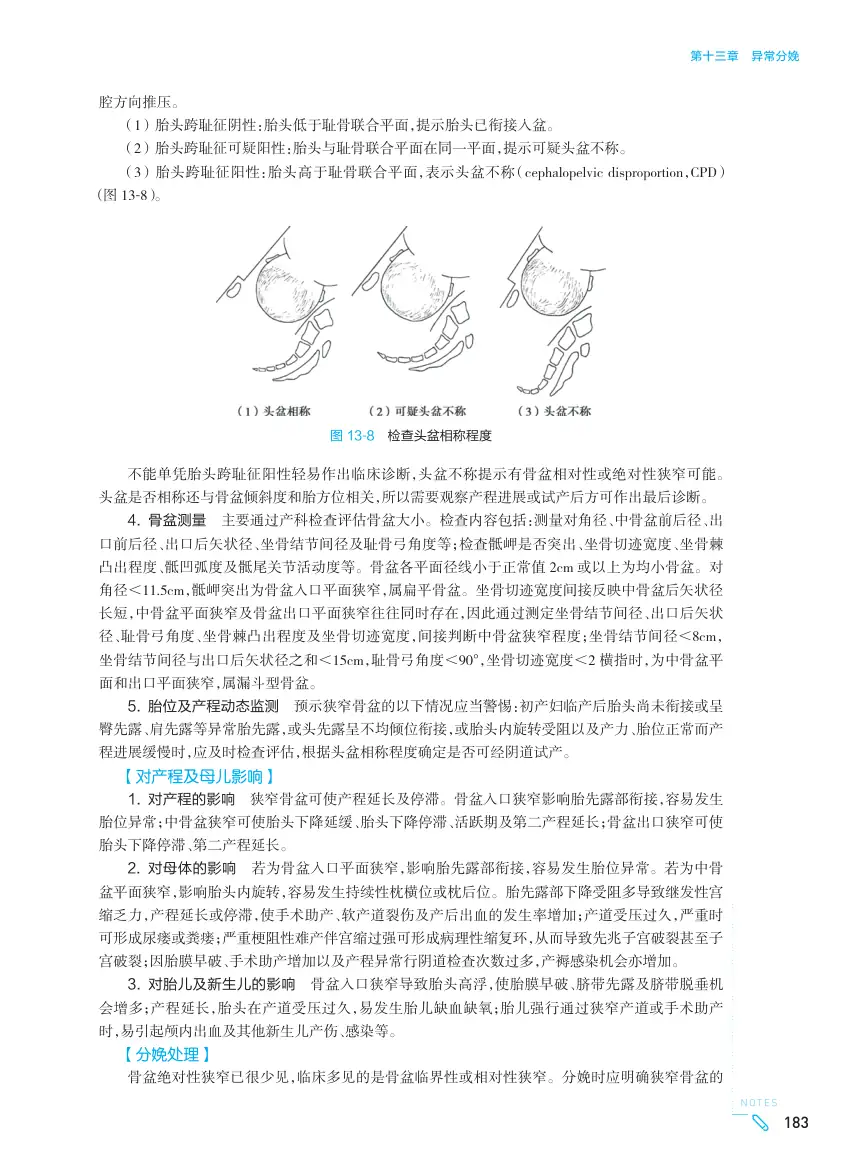 第十三章 异常分娩
腔方向推压。
（1）胎头跨耻征阴性：胎头低于耻骨联合平面，提示胎头已衔接入盆。
（2）胎头跨耻征可疑阳性：胎头与耻骨联合平面在同一平面，提示可疑头盆不称。
（3）胎头跨耻征阳性：胎头高于耻骨联合平面，表示头盆不称（cephalopelvic disproportion，CPD）
（图 13-8）。
（1）头盆相称 （2）可疑头盆不称 （3）头盆不称
图 13-8 检查头盆相称程度
不能单凭胎头跨耻征阳性轻易作出临床诊断，头盆不称提示有骨盆相对性或绝对性狭窄可能。
头盆是否相称还与骨盆倾斜度和胎方位相关，所以需要观察产程进展或试产后方可作出最后诊断。
4. 骨盆测量 主要通过产科检查评估骨盆大小。检查内容包括：测量对角径、中骨盆前后径、出
口前后径、出口后矢状径、坐骨结节间径及耻骨弓角度等；检查骶岬是否突出、坐骨切迹宽度、坐骨棘
凸出程度、骶凹弧度及骶尾关节活动度等。骨盆各平面径线小于正常值 2cm 或以上为均小骨盆。对
角径＜11.5cm，骶岬突出为骨盆入口平面狭窄，属扁平骨盆。坐骨切迹宽度间接反映中骨盆后矢状径
长短，中骨盆平面狭窄及骨盆出口平面狭窄往往同时存在，因此通过测定坐骨结节间径、出口后矢状
径、耻骨弓角度、坐骨棘凸出程度及坐骨切迹宽度，间接判断中骨盆狭窄程度；坐骨结节间径＜8cm，
坐骨结节间径与出口后矢状径之和＜15cm，耻骨弓角度＜90°，坐骨切迹宽度＜2 横指时，为中骨盆平
面和出口平面狭窄，属漏斗型骨盆。
5. 胎位及产程动态监测 预示狭窄骨盆的以下情况应当警惕：初产妇临产后胎头尚未衔接或呈
臀先露、肩先露等异常胎先露，或头先露呈不均倾位衔接，或胎头内旋转受阻以及产力、胎位正常而产
程进展缓慢时，应及时检查评估，根据头盆相称程度确定是否可经阴道试产。
【对产程及母儿影响】
1. 对产程的影响 狭窄骨盆可使产程延长及停滞。骨盆入口狭窄影响胎先露部衔接，容易发生
胎位异常；中骨盆狭窄可使胎头下降延缓、胎头下降停滞、活跃期及第二产程延长；骨盆出口狭窄可使
胎头下降停滞、第二产程延长。
2. 对母体的影响 若为骨盆入口平面狭窄，影响胎先露部衔接，容易发生胎位异常。若为中骨
盆平面狭窄，影响胎头内旋转，容易发生持续性枕横位或枕后位。胎先露部下降受阻多导致继发性宫
缩乏力，产程延长或停滞，使手术助产、软产道裂伤及产后出血的发生率增加；产道受压过久，严重时
可形成尿瘘或粪瘘；严重梗阻性难产伴宫缩过强可形成病理性缩复环，从而导致先兆子宫破裂甚至子
宫破裂；因胎膜早破、手术助产增加以及产程异常行阴道检查次数过多，产褥感染机会亦增加。
3. 对胎儿及新生儿的影响 骨盆入口狭窄导致胎头高浮，使胎膜早破、脐带先露及脐带脱垂机
会增多；产程延长，胎头在产道受压过久，易发生胎儿缺血缺氧；胎儿强行通过狭窄产道或手术助产
时，易引起颅内出血及其他新生儿产伤、感染等。
【分娩处理】
骨盆绝对性狭窄已很少见，临床多见的是骨盆临界性或相对性狭窄。分娩时应明确狭窄骨盆的
NOTES
183